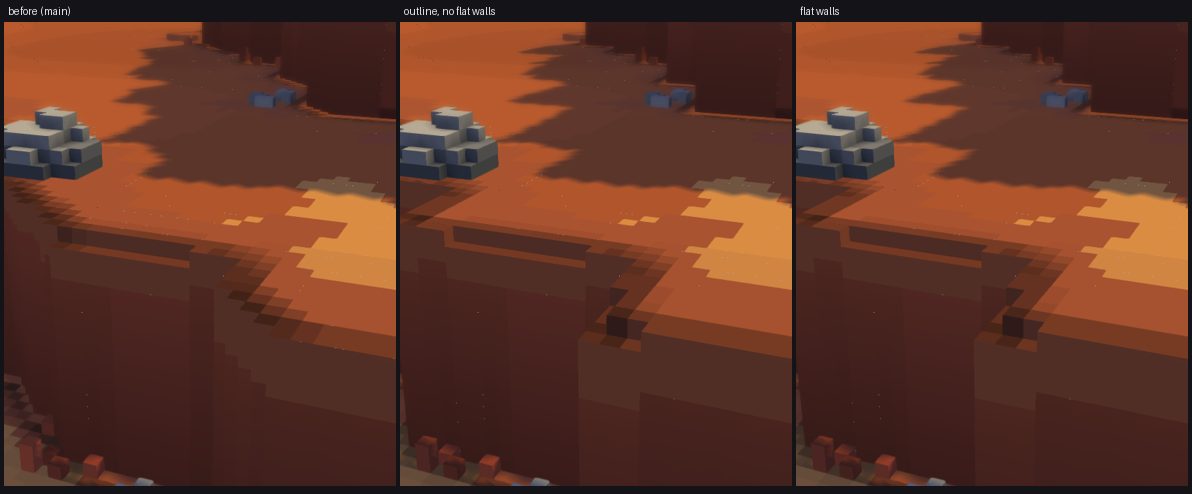 before (main)
outline, no flat walls
flat walls